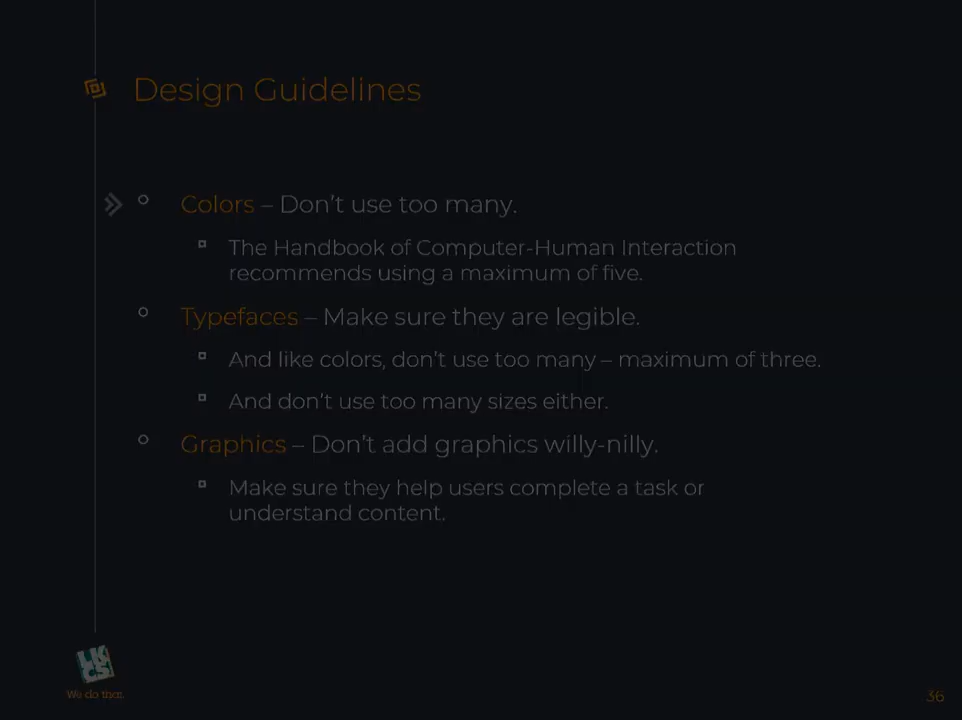 Design Guidelines
Colors – Don't use too many.
The Handbook of Computer-Human Interaction
recommends using a maximum of five.
Typefaces – Make sure they are legible.
And like colors, don't use too many – maximum of three.
And don't use too many sizes either.
Graphics – Don't add graphics willy-nilly.
Make sure they help users complete a task or
understand content.
LK
CS
We do that.
36